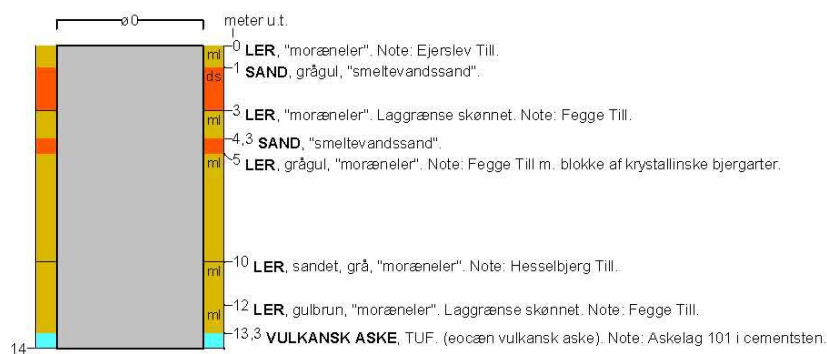 ø 0 meter u.t.
0 ml LER, "moræneler". Note: Ejerslev Till.
1 ds SAND, grågul, "smeltevandssand".
3 ml LER, "moræneler". Laggrænse skønnet. Note: Fegge Till.
4,3 SAND, "smeltevandssand".
5 ml LER, grågul, "moræneler". Note: Fegge Till m. blokke af krystallinske bjergarter.
10 ml LER, sandet, grå, "moræneler". Note: Hesselbjerg Till.
12 ml LER, gulbrun, "moræneler". Laggrænse skønnet. Note: Fegge Till.
13,3 VULKANSK ASKE, TUF. (eocæn vulkansk aske). Note: Askelag 101 i cementsten.
14